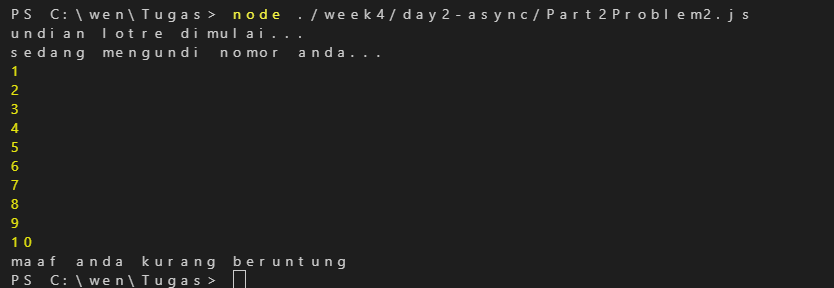 PS C:\wen\Tugas> node ./week4/day2-async/Part2Problem2.js
undian lotre dimulai...
sedang mengundi nomor anda...
1
2
3
4
5
6
7
8
9
10
maaf anda kurang beruntung
PS C:\wen\Tugas>